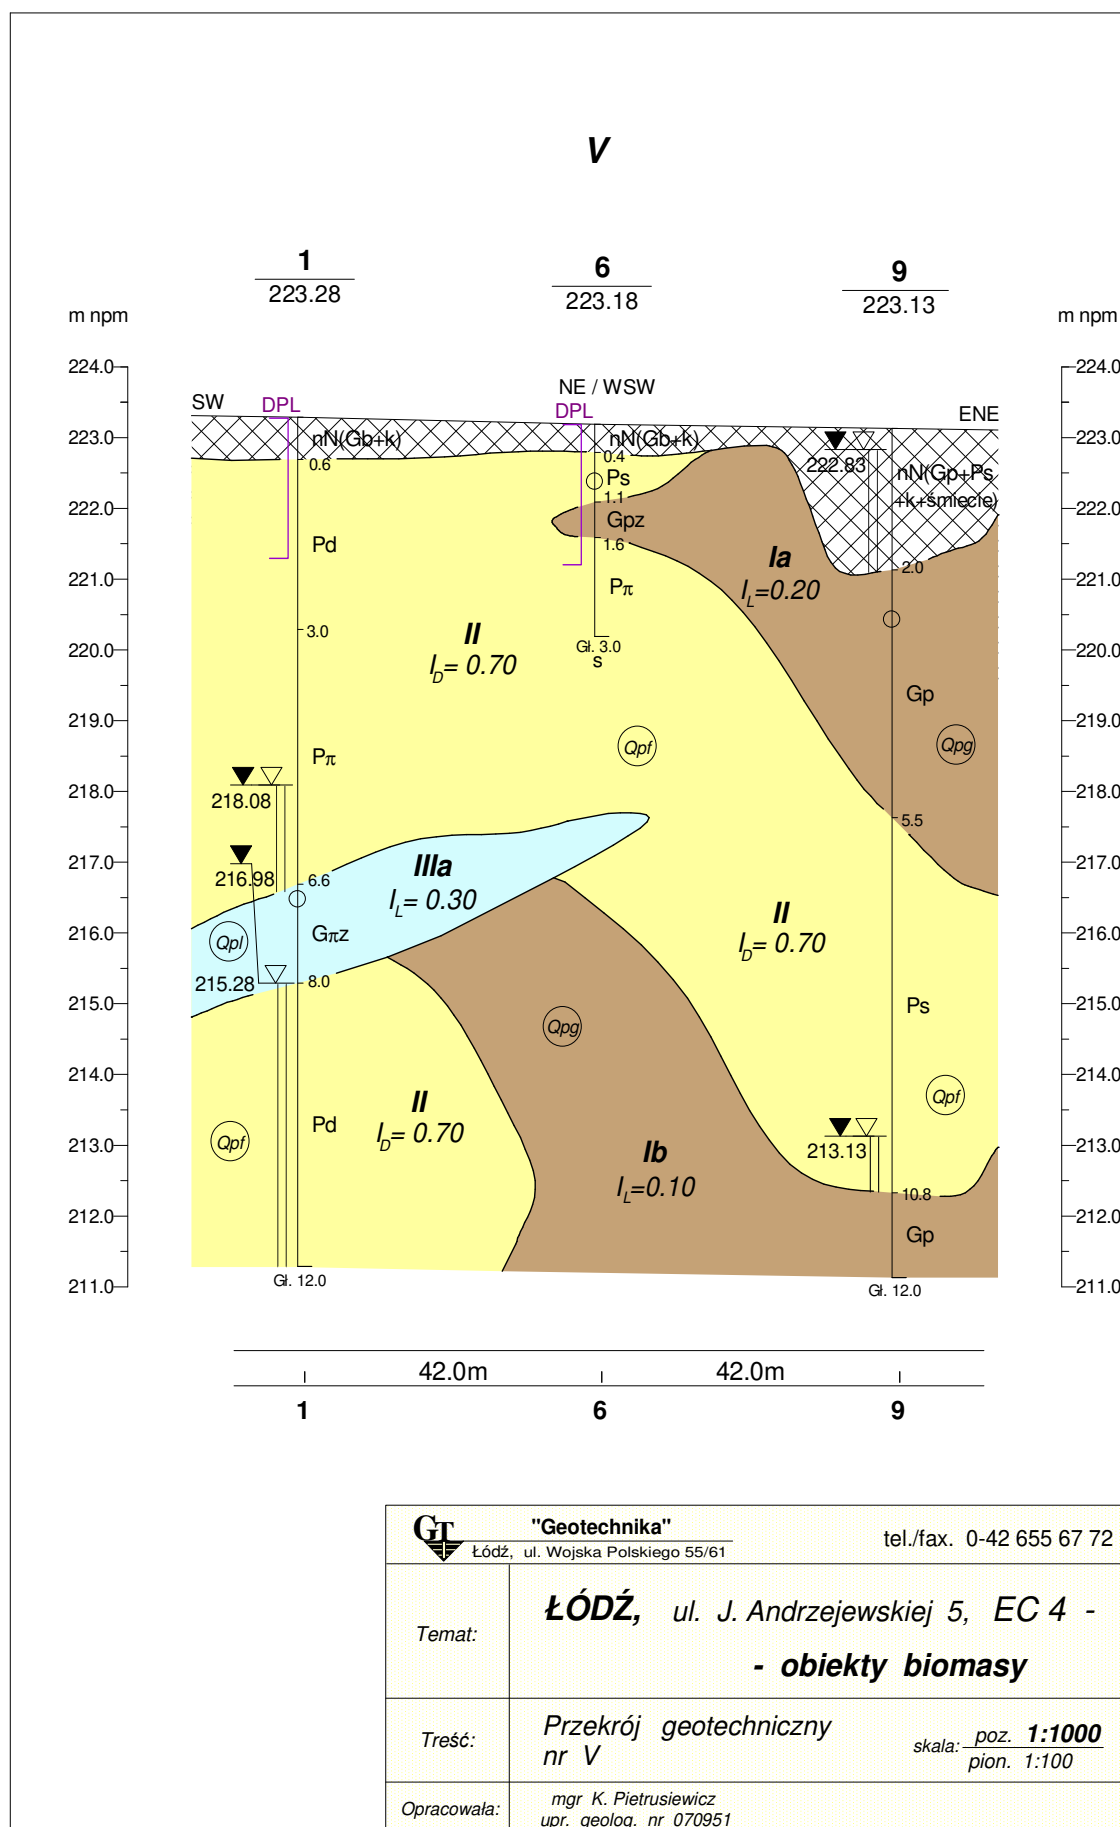 V
1
223.28
6
223.18
9
223.13
m npm
m npm
224.0
224.0
SW
DPL
NE / WSW
DPL
ENE
223.0
223.0
nN(Gb+k)
0.6
nN(Gb+k)
0.4
222.83
nN(Gp+Ps
+k+śmiecie)
Ps
1.1
222.0
222.0
Gpz
1.6
Pd
Ia
IL=0.20
2.0
221.0
221.0
Pπ
3.0
II
ID= 0.70
Gł. 3.0
s
220.0
220.0
Gp
219.0
219.0
Qpf
Qpg
Pπ
218.0
218.0
218.08
5.5
217.0
217.0
216.98
6.6
IIIa
IL= 0.30
II
ID= 0.70
216.0
216.0
Qpl
Gπz
215.28
8.0
215.0
215.0
Ps
Qpg
214.0
214.0
Qpf
II
ID= 0.70
Pd
Qpf
213.0
213.0
213.13
Ib
IL=0.10
10.8
212.0
212.0
Gp
Gł. 12.0
Gł. 12.0
211.0
211.0
42.0m
42.0m
1
6
9
GT
"Geotechnika"
Łódź, ul. Wojska Polskiego 55/61
tel./fax. 0-42 655 67 72
Temat:
ŁÓDŹ, ul. J. Andrzejewskiej 5, EC 4 -
- obiekty biomasy
Treść:
Przekrój geotechniczny
nr V
skala:
poz. 1:1000
pion. 1:100
Opracowała:
mgr K. Pietrusiewicz
upr. geolog. nr 070951